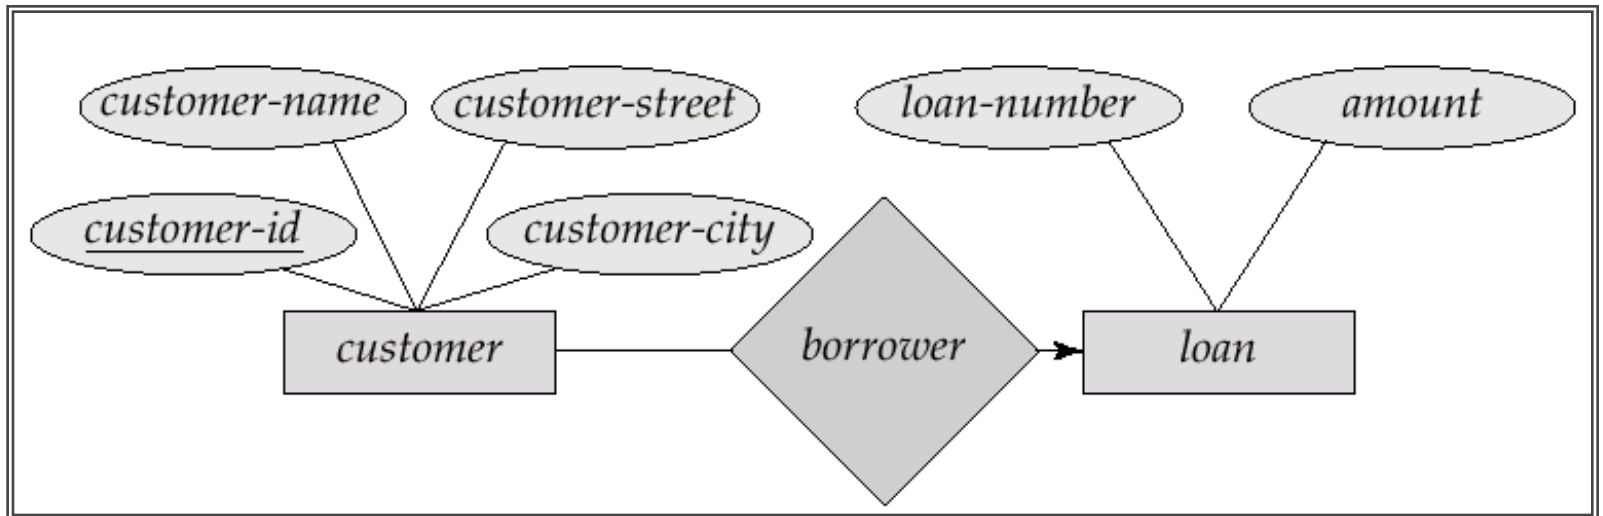 customer-name
customer-street
loan-number
amount
customer-id
customer-city
customer
borrower
loan